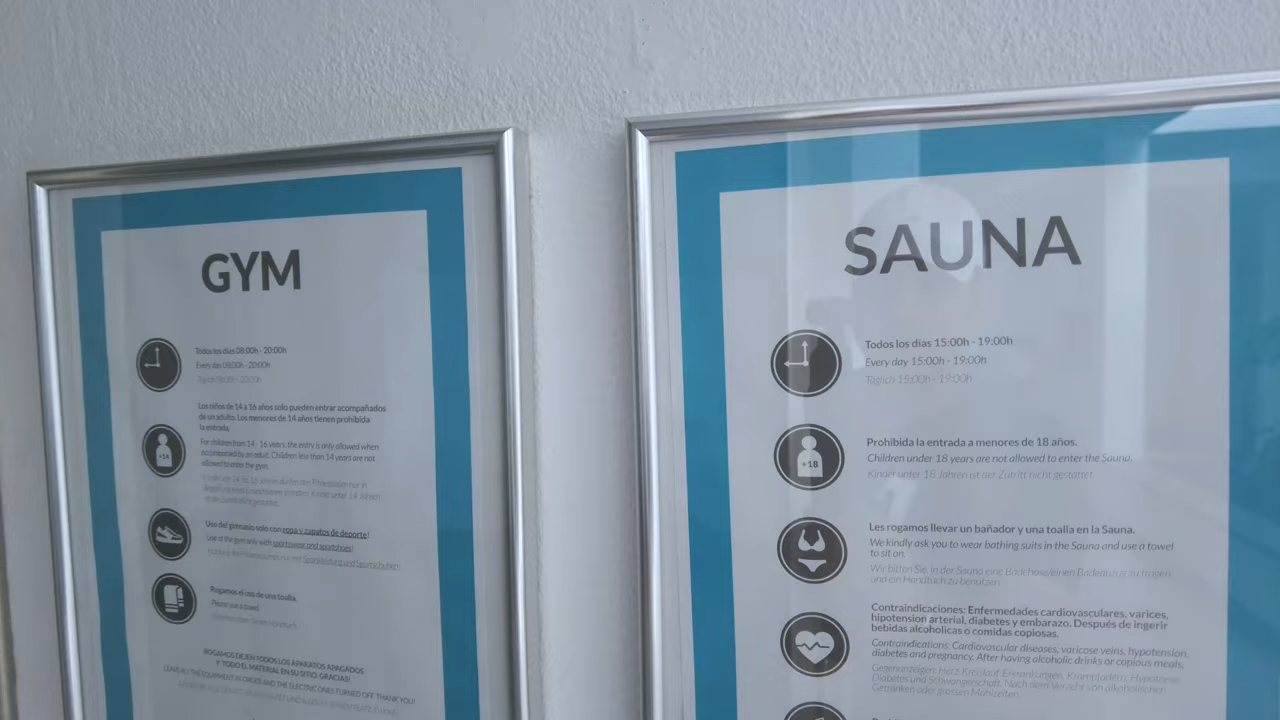 GYM
Todos los días 08:00h - 20:00h
Every day 08:00h - 20:00h
Täglich 08:00h - 20:00h
+14
Los niños de 14 a 16 años solo pueden entrar acompañados
de un adulto. Los menores de 14 años tienen prohibida
la entrada.
For children from 14 - 16 years, the entry is only allowed when
accompanied by an adult. Children less than 14 years are not
allowed to enter the gym.
Uso del gimnasio solo con ropa y zapatos de deporte!
Use of the gym only with sportswear and sportshoes!
Rogamos el uso de una toalla.
Please use a towel
ROGAMOS DEJEN TODOS LOS APARATOS APAGADOS
Y TODO EL MATERIAL EN SU SITIO. GRACIAS!
LEAVE ALL THE EQUIPMENT IN ORDER AND THE ELECTRIC ONES TURNED OFF. THANK YOU!
SAUNA
Todos los días 15:00h - 19:00h
Every day 15:00h - 19:00h
Täglich 15:00h - 19:00h
+18
Prohibida la entrada a menores de 18 años.
Children under 18 years are not allowed to enter the Sauna.
Kinder unter 18 Jahren ist der Zutritt nicht gestattet.
Les rogamos llevar un bañador y una toalla en la Sauna.
We kindly ask you to wear bathing suits in the Sauna and use a towel
to sit on.
Wir bitten Sie, in der Sauna eine Badehose/einen Badeanzug zu tragen
und ein Handtuch zu benutzen
Contraindicaciones: Enfermedades cardiovasculares, varices,
hipotension arterial, diabetes y embarazo. Después de ingerir
bebidas alcoholicas o comidas copiosas.
Contraindications: Cardiovascular diseases, varicose veins, hypotension,
diabetes and pregnancy. After having alcoholic drinks or copious meals,
Gegenanzeigen: Herz-Kreislauf-Erkrankungen, Krampfadern, Hypotonie
Diabetes und Schwangerschaft. Nach dem Verzehr von alkoholischen
Getränken oder grossen Mahlzeiten.